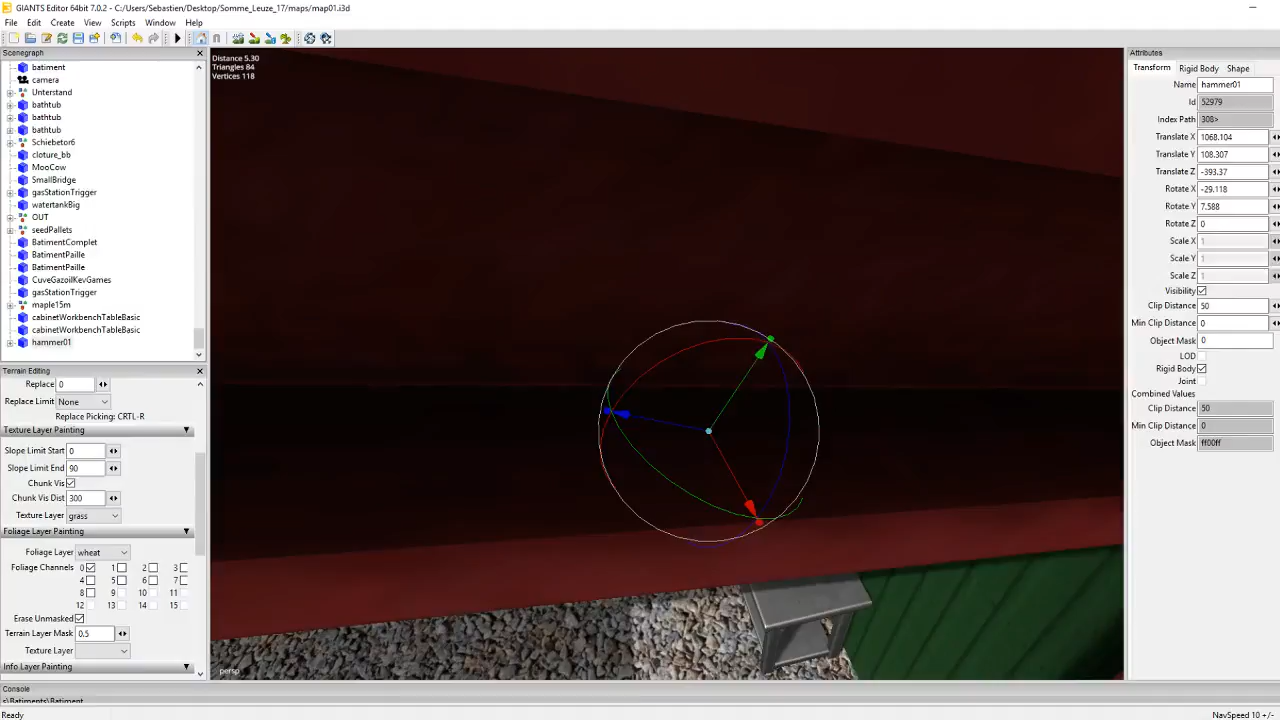 GIANTS Editor 64bit 7.0.2 - C:/Users/Sebastien/Desktop/Somme_Leuze_17/maps/map01.i3d
File Edit Create View Scripts Window Help
Scenegraph
batiment
camera
Unterstand
bathtub
bathtub
bathtub
Schiebetor6
cloture_bb
MooCow
SmallBridge
gasStationTrigger
watertankBig
OUT
seedPallets
BatimentComplet
BatimentPaille
BatimentPaille
CuveGazoilKevGames
gasStationTrigger
maple15m
cabinetWorkbenchTableBasic
cabinetWorkbenchTableBasic
hammer01
Terrain Editing
Replace 0
Replace Limit None
Replace Picking: CRTL-R
Texture Layer Painting
Slope Limit Start 0
Slope Limit End 90
Chunk Vis
Chunk Vis Dist 300
Texture Layer grass
Foliage Layer Painting
Foliage Layer wheat
Foliage Channels 0 1 2 3
4 5 6 7
8 9 10 11
12 13 14 15
Erase Unmasked
Terrain Layer Mask 0.5
Texture Layer
Info Layer Painting
Distance 5.30
Triangles 84
Vertices 118
persp
Attributes
Transform Rigid Body Shape
Name hammer01
Id 52979
Index Path 308>
Translate X 1068.104
Translate Y 108.307
Translate Z -393.37
Rotate X -29.118
Rotate Y 7.588
Rotate Z 0
Scale X 1
Scale Y 1
Scale Z 1
Visibility
Clip Distance 50
Min Clip Distance 0
Object Mask 0
LOD
Rigid Body
Joint
Combined Values
Clip Distance 50
Min Clip Distance 0
Object Mask ff00ff
Console
s\Batiments\Batiment
Ready
NavSpeed 10 +/-